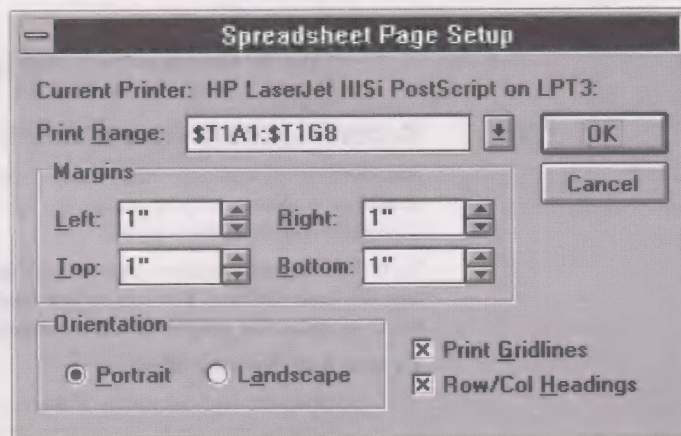 Spreadsheet Page Setup
Current Printer: HP LaserJet IIISi PostScript on LPT3:
Print Range: $T1A1:$T1G8
OK
Margins
Cancel
Left: 1" Right: 1"
Top: 1" Bottom: 1"
Orientation
Portrait Landscape
Print Gridlines
Row/Col Headings